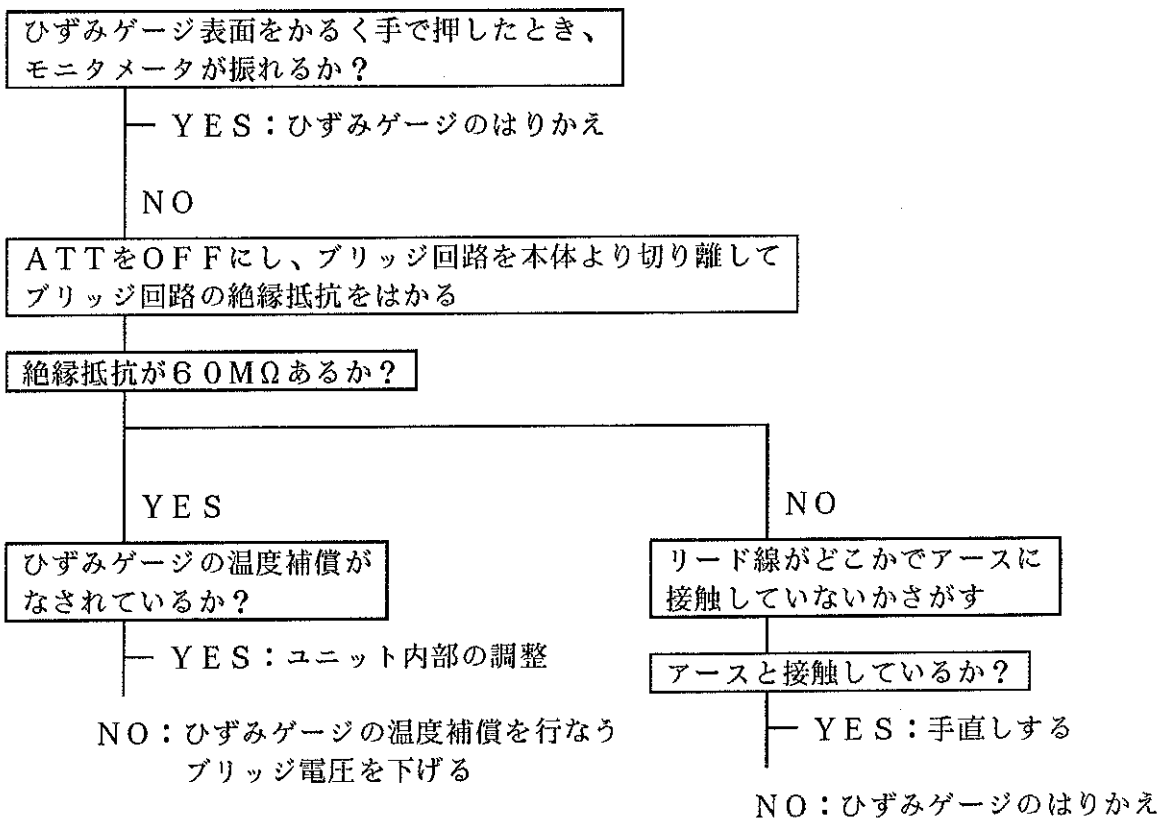 ひずみゲージ表面をかるく手で押したとき、
モニタメータが振れるか？
YES：ひずみゲージのはりかえ
NO
ATTをOFFにし、ブリッジ回路を本体より切り離して
ブリッジ回路の絶縁抵抗をはかる
絶縁抵抗が60MΩあるか？
YES
ひずみゲージの温度補償が
なされているか？
YES：ユニット内部の調整
NO：ひずみゲージの温度補償を行なう
ブリッジ電圧を下げる
NO
リード線がどこかでアースに
接触していないかさがす
アースと接触しているか？
YES：手直しする
NO：ひずみゲージのはりかえ